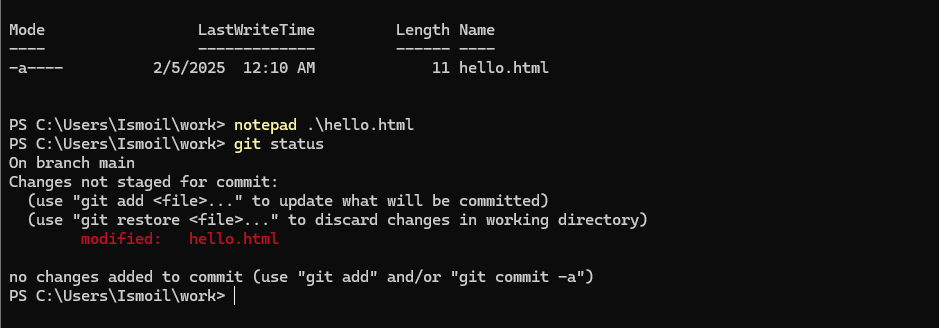 Mode                 LastWriteTime         Length Name
----                 -------------         ------ ----
-a----          2/5/2025  12:10 AM             11 hello.html
PS C:\Users\Ismoil\work> notepad .\hello.html
PS C:\Users\Ismoil\work> git status
On branch main
Changes not staged for commit:
  (use "git add <file>..." to update what will be committed)
  (use "git restore <file>..." to discard changes in working directory)
        modified:   hello.html
no changes added to commit (use "git add" and/or "git commit -a")
PS C:\Users\Ismoil\work>